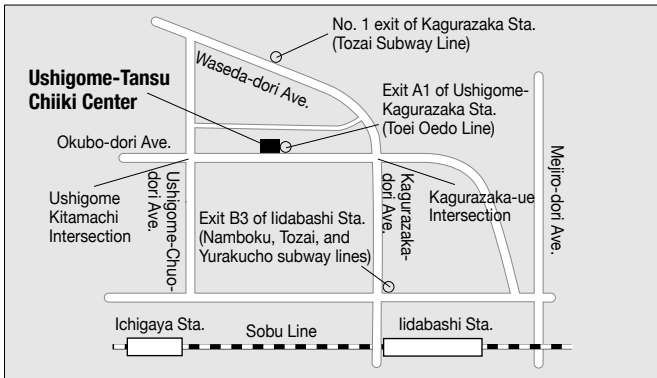 No. 1 exit of Kagurazaka Sta.
(Tozai Subway Line)
Waseda-dori Ave.
Ushigome-Tansu
Chiiki Center
Exit A1 of Ushigome-
Kagurazaka Sta.
(Toei Oedo Line)
Okubo-dori Ave.
Mejiro-dori Ave.
Ushigome
Kitamachi
Intersection
Ushigome-Chuo-
dori Ave.
Kagurazaka-
dori Ave.
Kagurazaka-ue
Intersection
Exit B3 of Iidabashi Sta.
(Namboku, Tozai, and
Yurakucho subway lines)
Ichigaya Sta.
Sobu Line
Iidabashi Sta.